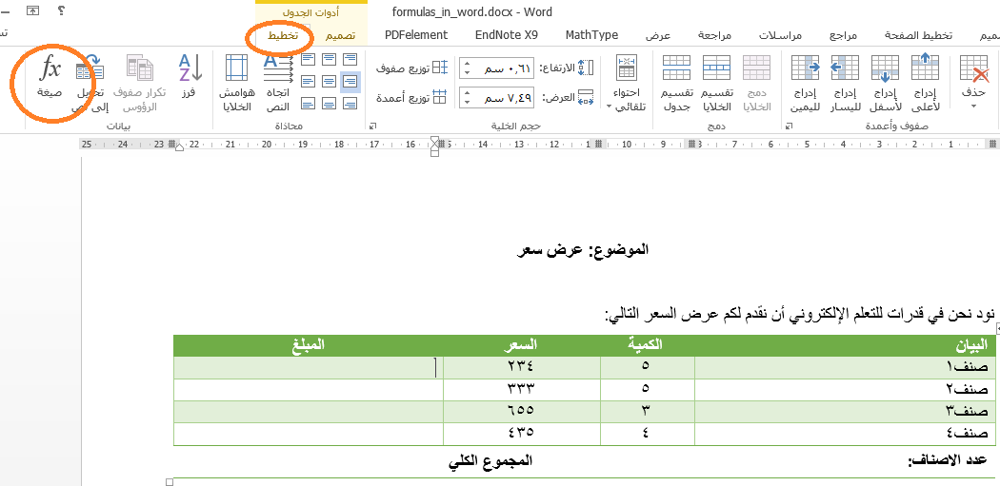 أدوات الجدول formulas_in_word.docx - Word
مراجع مراسلات مراجعة عرض MathType EndNote X9 PDFelement تصميم تخطيط
تخطيط الصفحة
حذف
إدراج لأعلى
إدراج لأسفل
إدراج لليسار
إدراج لليمين
صفوف وأعمدة
دمج الخلايا
تقسيم الخلايا
تقسيم جدول
دمج
احتواء تلقائي
الارتفاع: ٠,٦١ سم
العرض: ٧,٤٩ سم
توزيع صفوف
توزيع أعمدة
حجم الخلية
اتجاه النص
هوامش الخلايا
محاذاة
فرز
تكرار صفوف الرؤوس
تحويل إلى نص
fx صيغة
بيانات
1 2 3 4 5 6 7 8 9 10 12 13 14 16 17 18 19 20 21 22 23 24 25
الموضوع: عرض سعر
نود نحن في قدرات للتعلم الإلكتروني أن نقدم لكم عرض السعر التالي:
البيان الكمية السعر المبلغ
صنف١ ٥ ٢٣٤
صنف٢ ٥ ٣٣٣
صنف٣ ٣ ٦٥٥
صنف٤ ٤ ٤٣٥
عدد الاصناف: المجموع الكلي